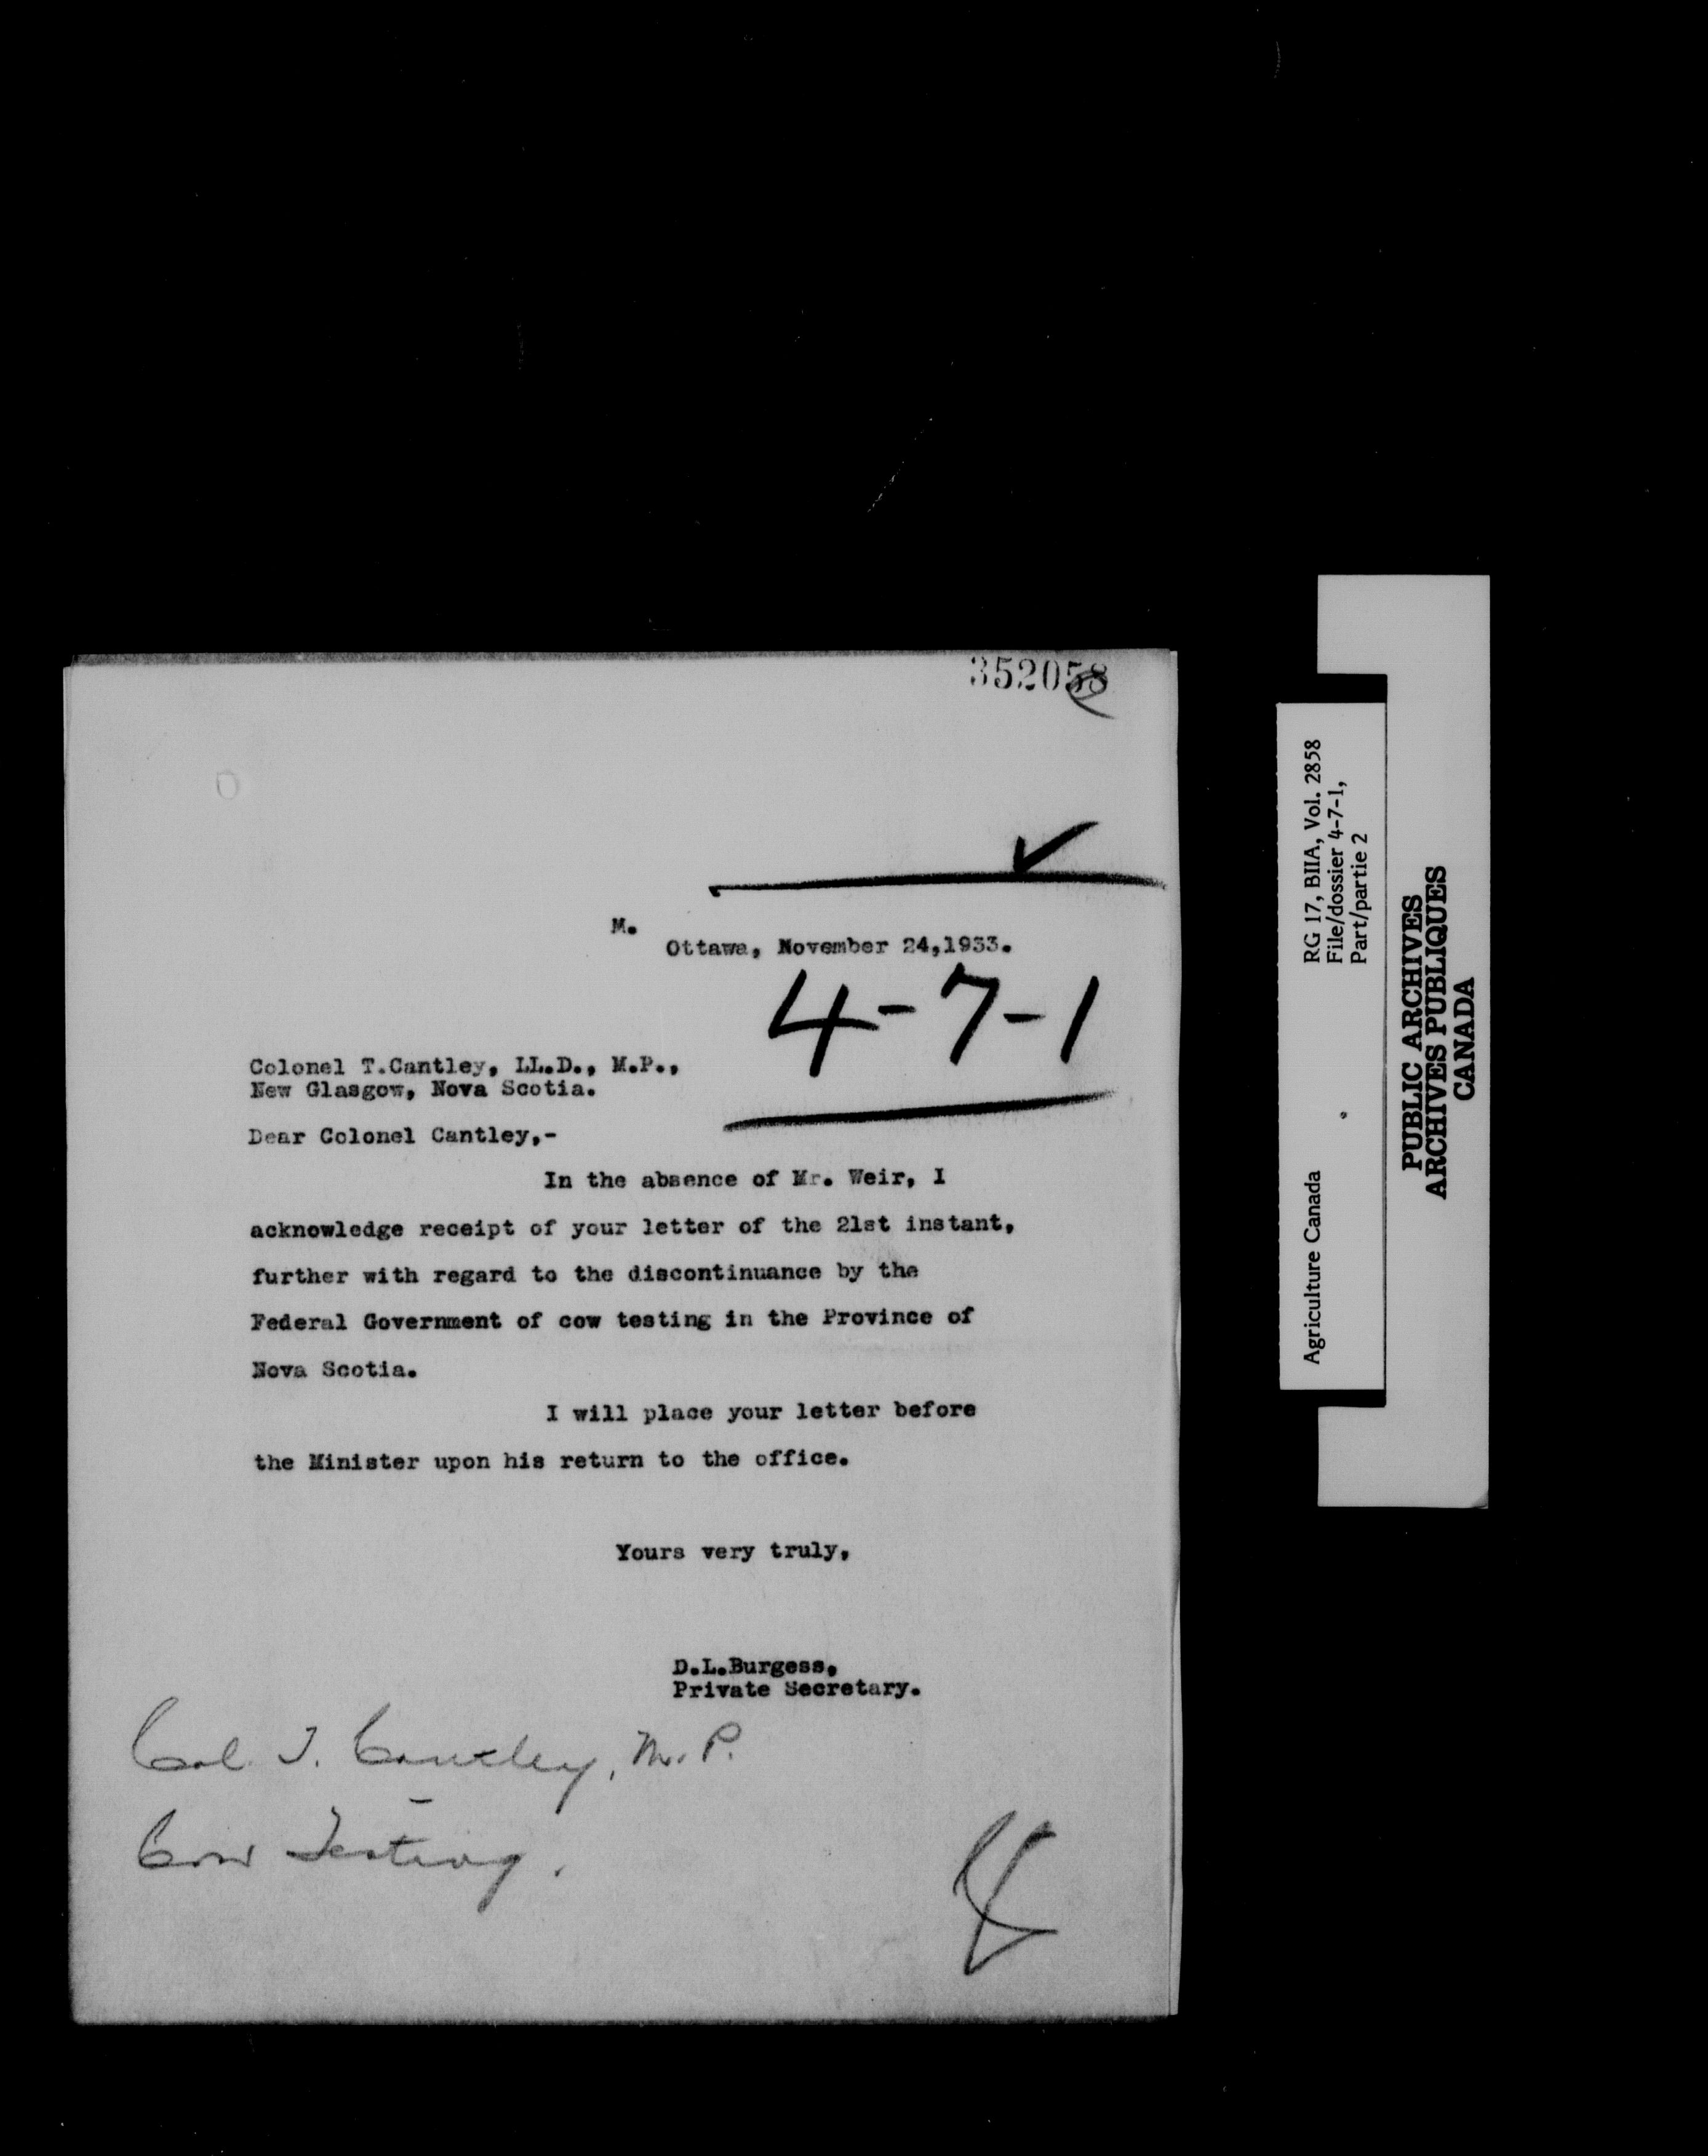 352058
M.
Ottawa, November 24,1933.
4-7-1
Colonel T.Cantley, LL.D., M.P.,
New Glasgow, Nova Scotia.
Dear Colonel Cantley,-
In the absence of Mr. Weir, I
acknowledge receipt of your letter of the 21st instant,
further with regard to the discontinuance by the
Federal Government of cow testing in the Province of
Nova Scotia.
I will place your letter before
the Minister upon his return to the office.
Yours very truly,
D.L.Burgess,
Private Secretary.
Col. T. Cantley, M.P.
Cow Testing.
RG 17, BIIA, Vol. 2858
File/dossier 4-7-1,
Part/partie 2
Agriculture Canada
PUBLIC ARCHIVES
ARCHIVES PUBLIQUES
CANADA